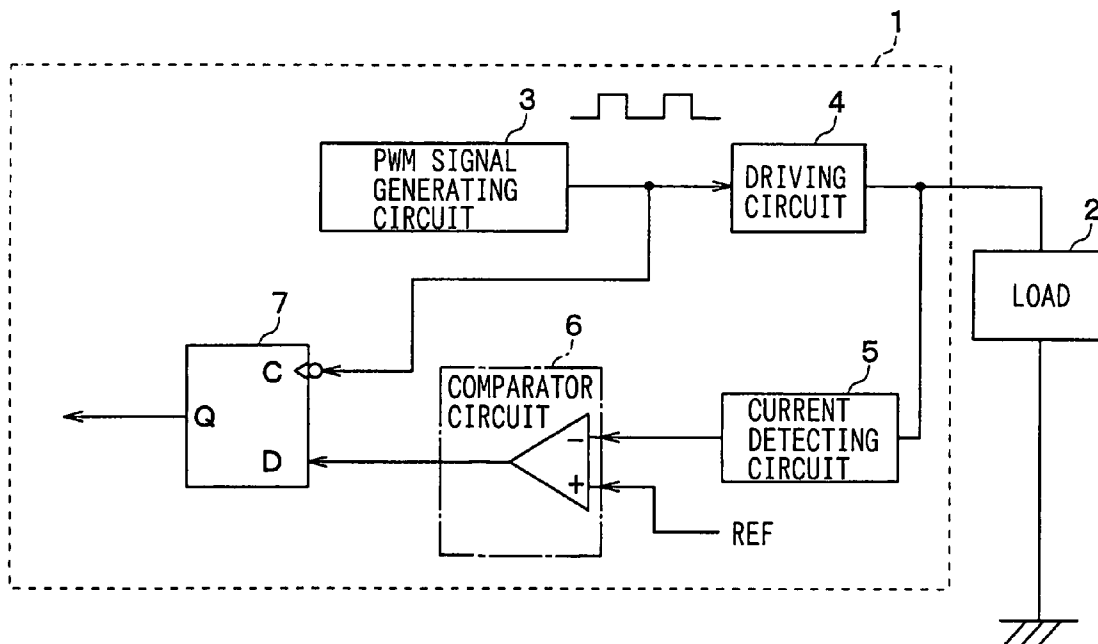 1
3
4
PWM SIGNAL
GENERATING
CIRCUIT
DRIVING
CIRCUIT
2
LOAD
7
6
5
C
Q
D
COMPARATOR
CIRCUIT
−
+
CURRENT
DETECTING
CIRCUIT
REF